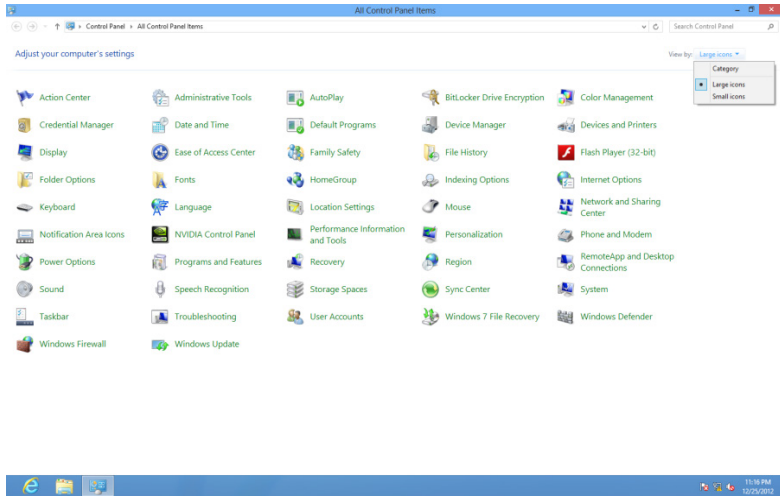 All Control Panel Items
Control Panel All Control Panel Items
Search Control Panel
Adjust your computer's settings
View by: Large icons
Category
Large icons
Small icons
Action Center
Administrative Tools
AutoPlay
BitLocker Drive Encryption
Color Management
Credential Manager
Date and Time
Default Programs
Device Manager
Devices and Printers
Display
Ease of Access Center
Family Safety
File History
Flash Player (32-bit)
Folder Options
Fonts
HomeGroup
Indexing Options
Internet Options
Keyboard
Language
Location Settings
Mouse
Network and Sharing
Center
Notification Area Icons
NVIDIA Control Panel
Performance Information
and Tools
Personalization
Phone and Modem
Power Options
Programs and Features
Recovery
Region
RemoteApp and Desktop
Connections
Sound
Speech Recognition
Storage Spaces
Sync Center
System
Taskbar
Troubleshooting
User Accounts
Windows 7 File Recovery
Windows Defender
Windows Firewall
Windows Update
11:16 PM
12/25/2012